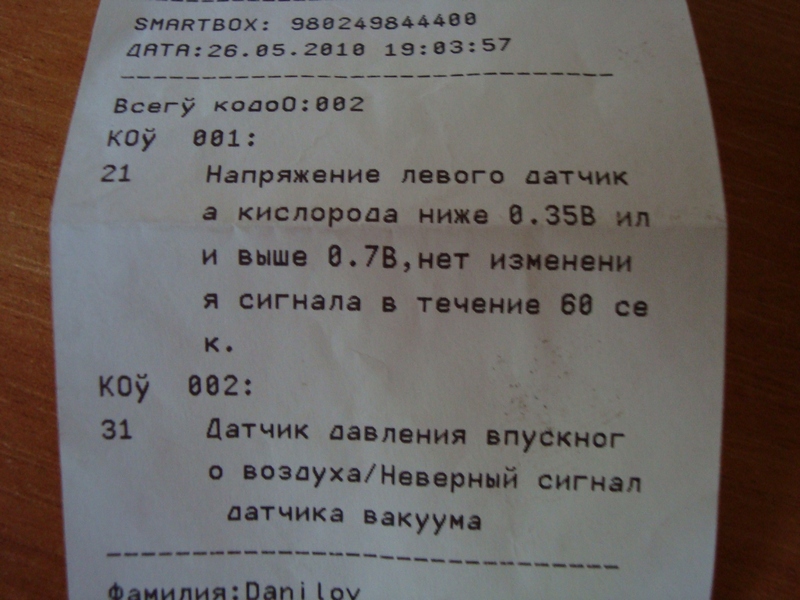 SMARTBOX: 980249844400
ДАТА:26.05.2010 19:03:57
Всегў кодоО:002
КОў 001:
21 Напряжение левого датчик
а кислорода ниже 0.35В ил
и выше 0.7В,нет изменени
я сигнала в течение 60 се
к.
КОў 002:
31 Датчик давления впускног
о воздуха/Неверный сигнал
датчика вакуума
Фамилия:Danilov